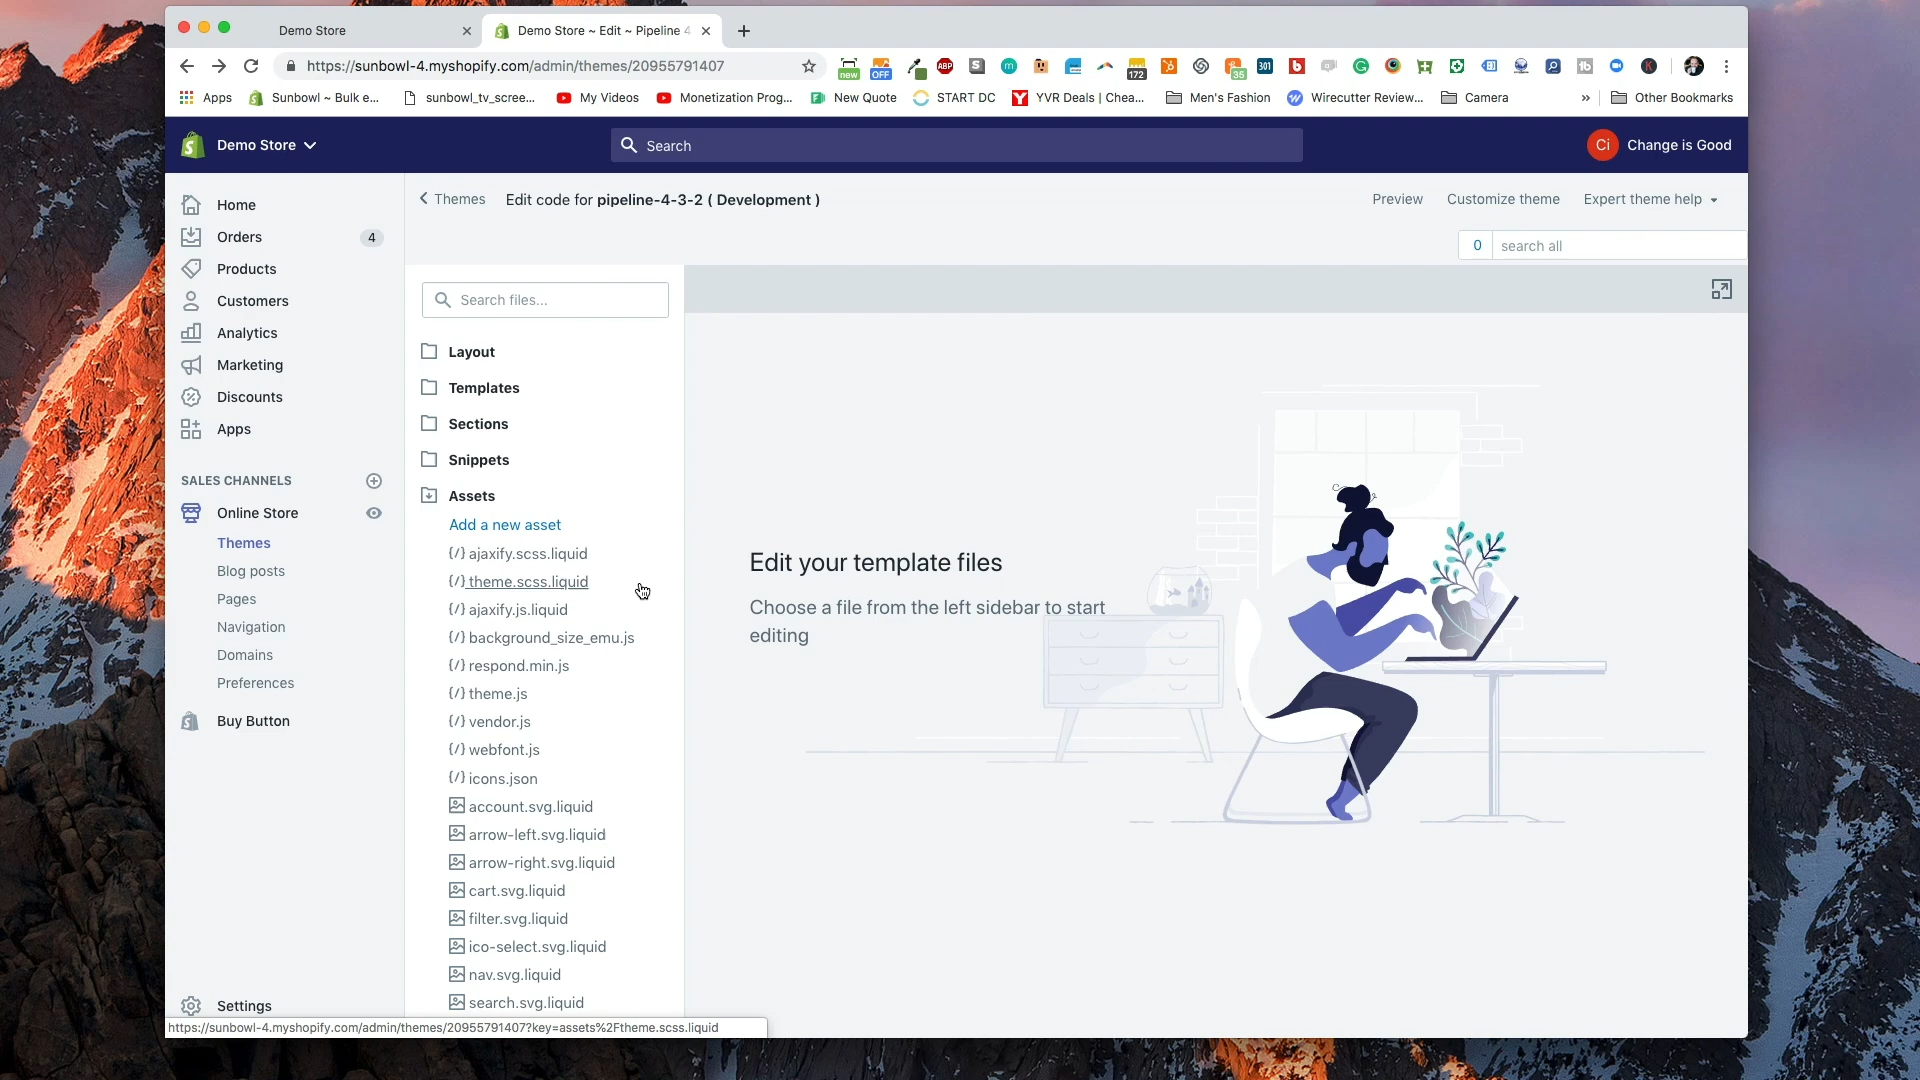 Demo Store
Demo Store ~ Edit ~ Pipeline 4
https://sunbowl-4.myshopify.com/admin/themes/20955791407
new
OFF
ABP
172
35
301
Apps
Sunbowl ~ Bulk e...
sunbowl_tv_scree...
My Videos
Monetization Prog...
New Quote
START DC
YVR Deals | Chea...
Men's Fashion
Wirecutter Review...
Camera
»
Other Bookmarks
Demo Store
Search
Ci
Change is Good
Home
Orders
4
Products
Customers
Analytics
Marketing
Discounts
Apps
SALES CHANNELS
Online Store
Themes
Blog posts
Pages
Navigation
Domains
Preferences
Buy Button
Settings
Themes
Edit code for pipeline-4-3-2 ( Development )
Preview
Customize theme
Expert theme help
0
search all
Search files...
Layout
Templates
Sections
Snippets
Assets
Add a new asset
{/} ajaxify.scss.liquid
{/} theme.scss.liquid
{/} ajaxify.js.liquid
{/} background_size_emu.js
{/} respond.min.js
{/} theme.js
{/} vendor.js
{/} webfont.js
{/} icons.json
account.svg.liquid
arrow-left.svg.liquid
arrow-right.svg.liquid
cart.svg.liquid
filter.svg.liquid
ico-select.svg.liquid
nav.svg.liquid
search.svg.liquid
Edit your template files
Choose a file from the left sidebar to start
editing
https://sunbowl-4.myshopify.com/admin/themes/20955791407?key=assets%2Ftheme.scss.liquid